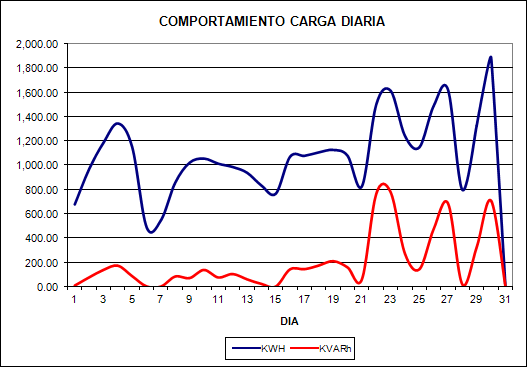 COMPORTAMIENTO CARGA DIARIA
2,000.00
1,800.00
1,600.00
1,400.00
1,200.00
1,000.00
800.00
600.00
400.00
200.00
0.00
1 3 5 7 9 11 13 15 17 19 21 23 25 27 29 31
DIA
KWH KVARh